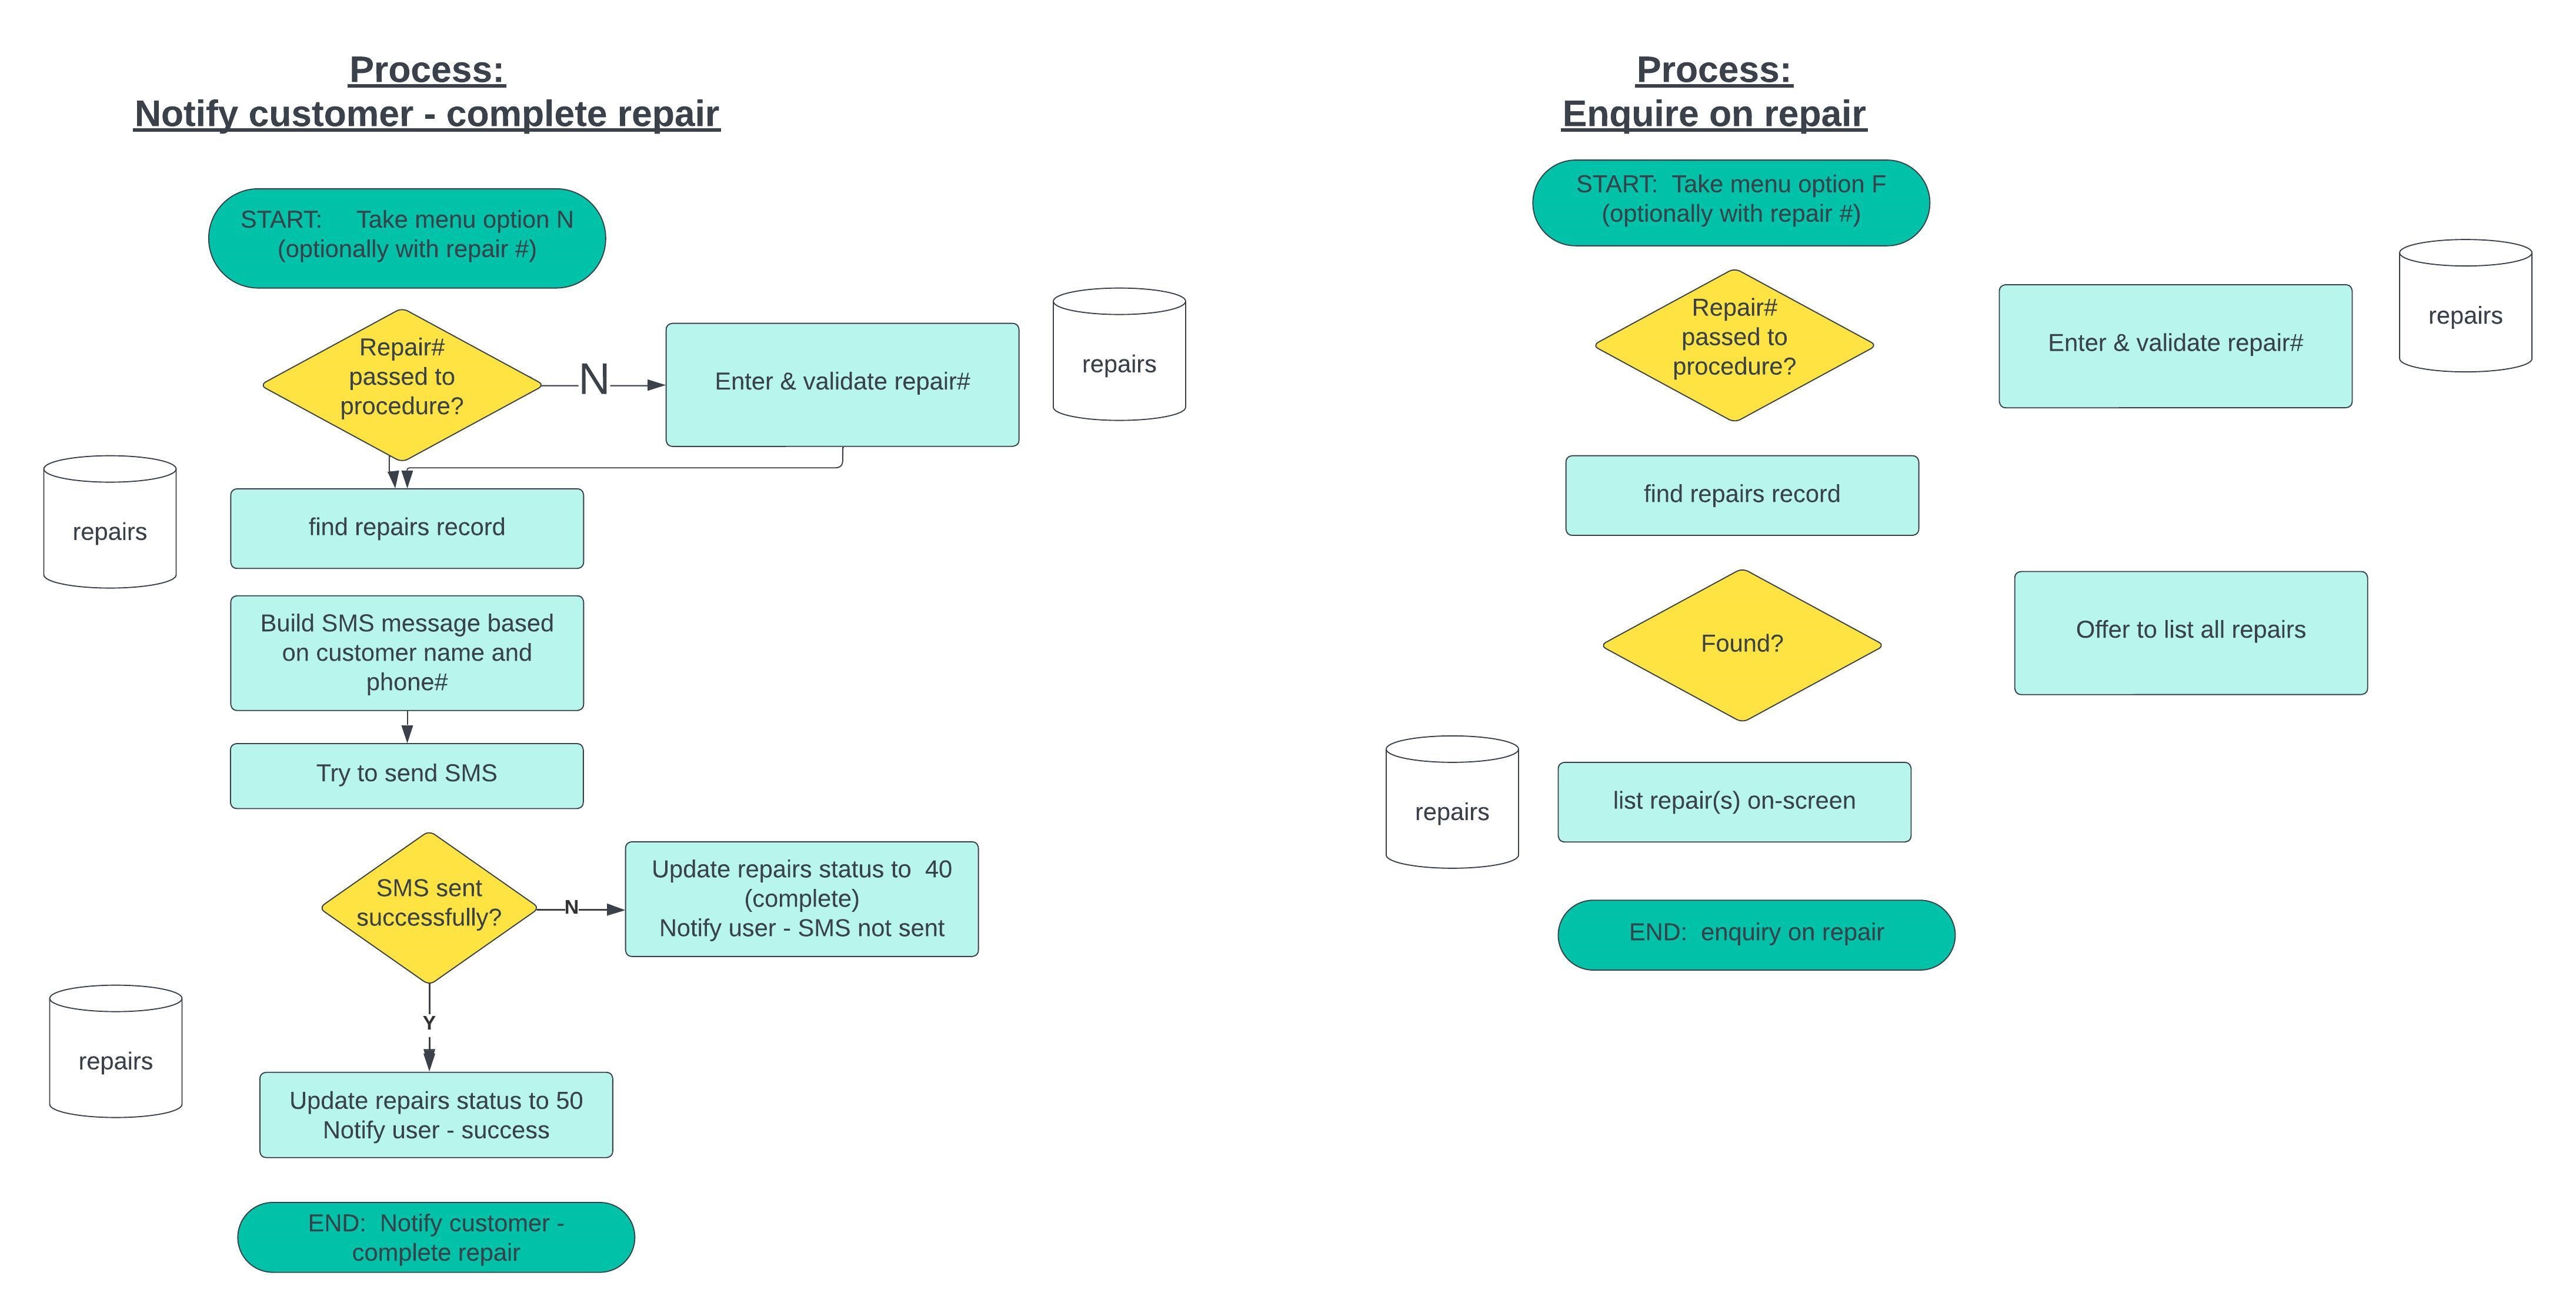 Process:
Notify customer - complete repair
START: Take menu option N
(optionally with repair #)
Repair#
passed to
procedure?
N
Enter & validate repair#
repairs
repairs
find repairs record
Build SMS message based
on customer name and
phone#
Try to send SMS
SMS sent
successfully?
N
Update repairs status to 40
(complete)
Notify user - SMS not sent
Y
repairs
Update repairs status to 50
Notify user - success
END: Notify customer -
complete repair
Process:
Enquire on repair
START: Take menu option F
(optionally with repair #)
Repair#
passed to
procedure?
Enter & validate repair#
repairs
find repairs record
Found?
Offer to list all repairs
repairs
list repair(s) on-screen
END: enquiry on repair